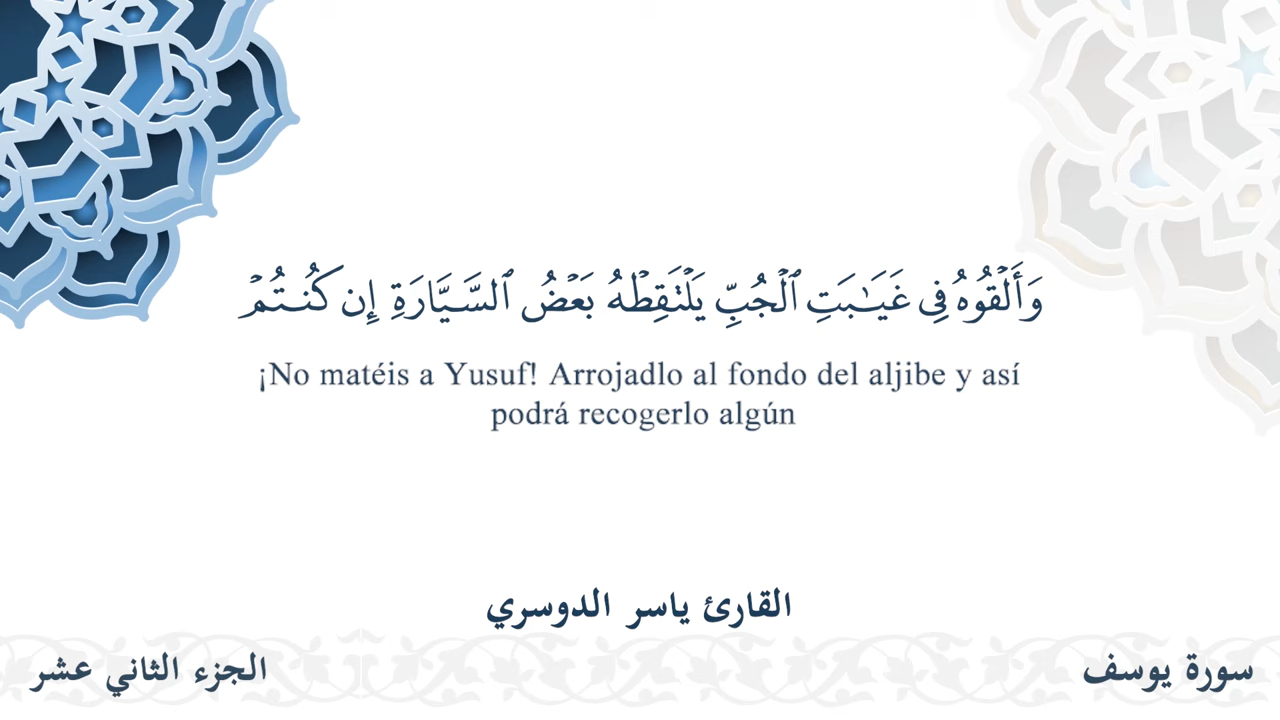 وَأَلۡقُوهُ فِي غَيَٰبَتِ ٱلۡجُبِّ يَلۡتَقِطۡهُ بَعۡضُ ٱلسَّيَّارَةِ إِن كُنتُمۡ
¡No matéis a Yusuf! Arrojadlo al fondo del aljibe y así
podrá recogerlo algún
القارئ ياسر الدوسري
سورة يوسف
الجزء الثاني عشر